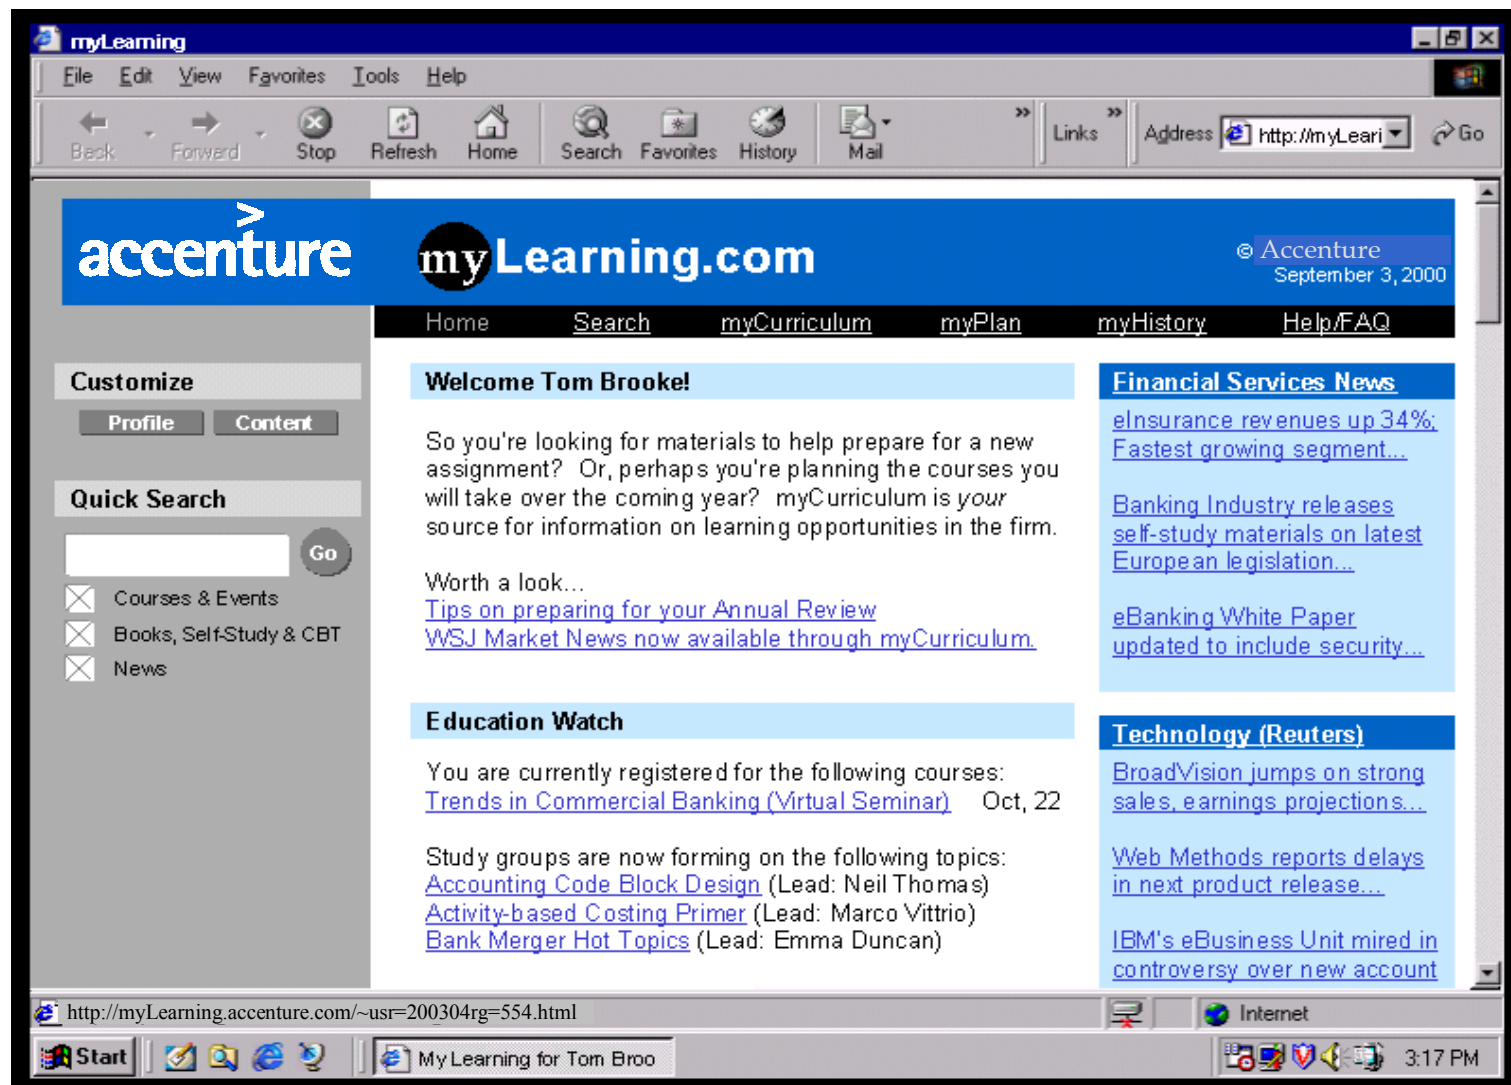 myLearning
File Edit View Favorites Tools Help
Back Forward Stop Refresh Home Search Favorites History Mail » Links » Address http://myLeari Go
accenture
>
myLearning.com
© Accenture
September 3, 2000
Home Search myCurriculum myPlan myHistory Help/FAQ
Customize
Profile Content
Quick Search
Go
Courses & Events
Books, Self-Study & CBT
News
Welcome Tom Brooke!
So you're looking for materials to help prepare for a new
assignment? Or, perhaps you're planning the courses you
will take over the coming year? myCurriculum is your
source for information on learning opportunities in the firm.
Worth a look...
Tips on preparing for your Annual Review
WSJ Market News now available through myCurriculum.
Education Watch
You are currently registered for the following courses:
Trends in Commercial Banking (Virtual Seminar) Oct, 22
Study groups are now forming on the following topics:
Accounting Code Block Design (Lead: Neil Thomas)
Activity-based Costing Primer (Lead: Marco Vittrio)
Bank Merger Hot Topics (Lead: Emma Duncan)
Financial Services News
eInsurance revenues up 34%;
Fastest growing segment...
Banking Industry releases
self-study materials on latest
European legislation...
eBanking White Paper
updated to include security...
Technology (Reuters)
BroadVision jumps on strong
sales, earnings projections...
Web Methods reports delays
in next product release...
IBM's eBusiness Unit mired in
controversy over new account
http://myLearning.accenture.com/~usr=200304rg=554.html
Internet
Start
My Learning for Tom Broo
3:17 PM